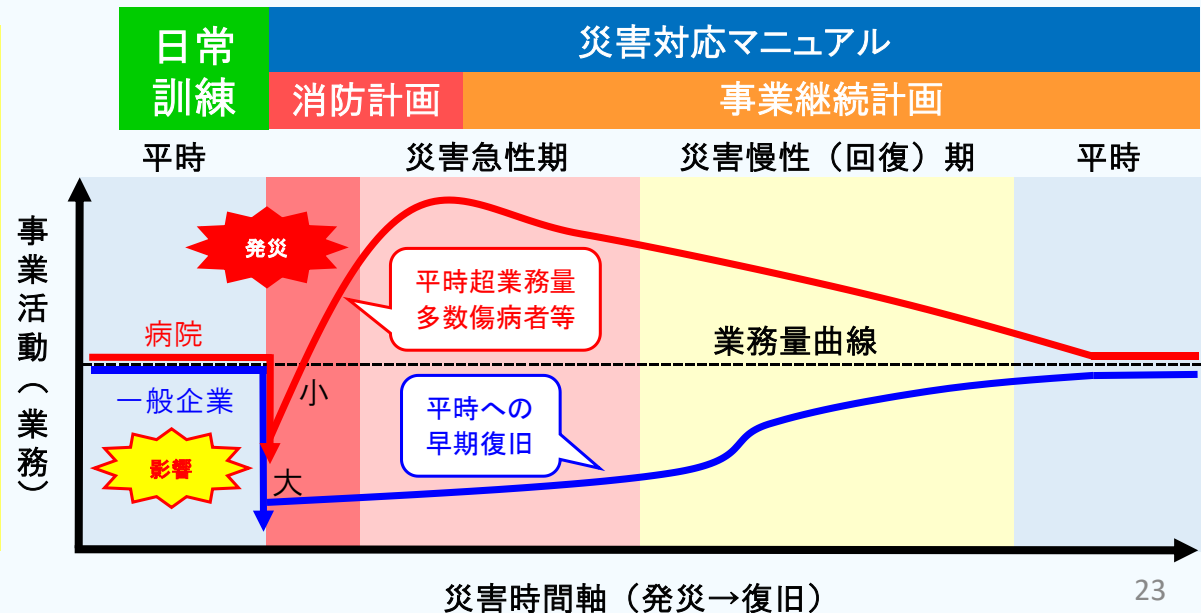 日常
訓練
災害対応マニュアル
消防計画
事業継続計画
平時
災害急性期
災害慢性（回復）期
平時
事業活動（業務）
発災
平時超業務量
多数傷病者等
病院
業務量曲線
小
一般企業
平時への
早期復旧
影響
大
災害時間軸（発災→復旧）
23